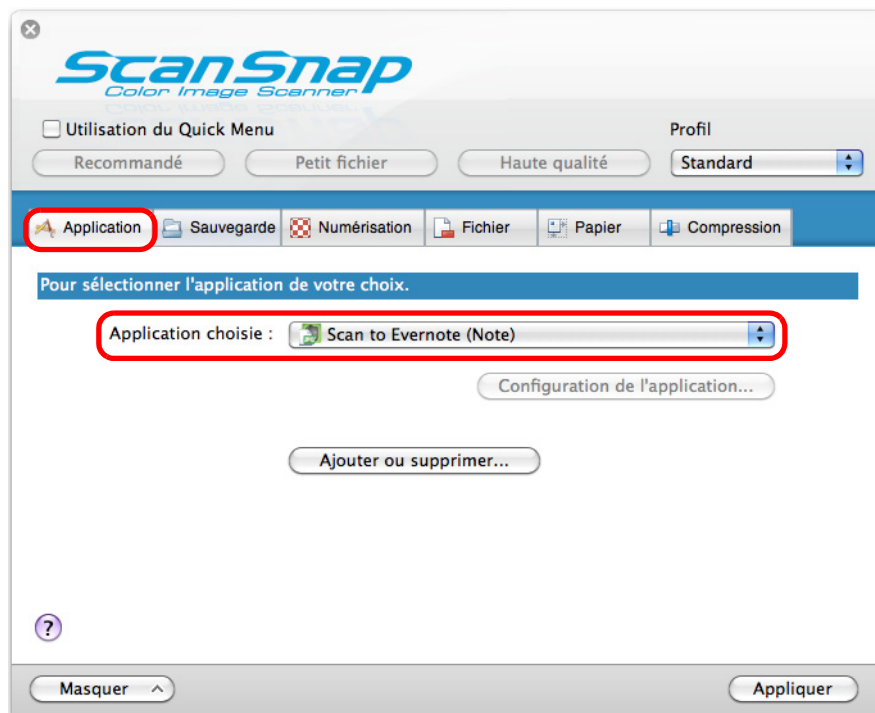 ScanSnap
Color Image Scanner
Utilisation du Quick Menu
Profil
Recommandé Petit fichier Haute qualité Standard
Application Sauvegarde Numérisation Fichier Papier Compression
Pour sélectionner l'application de votre choix.
Application choisie : Scan to Evernote (Note)
Configuration de l'application...
Ajouter ou supprimer...
?
Masquer Appliquer